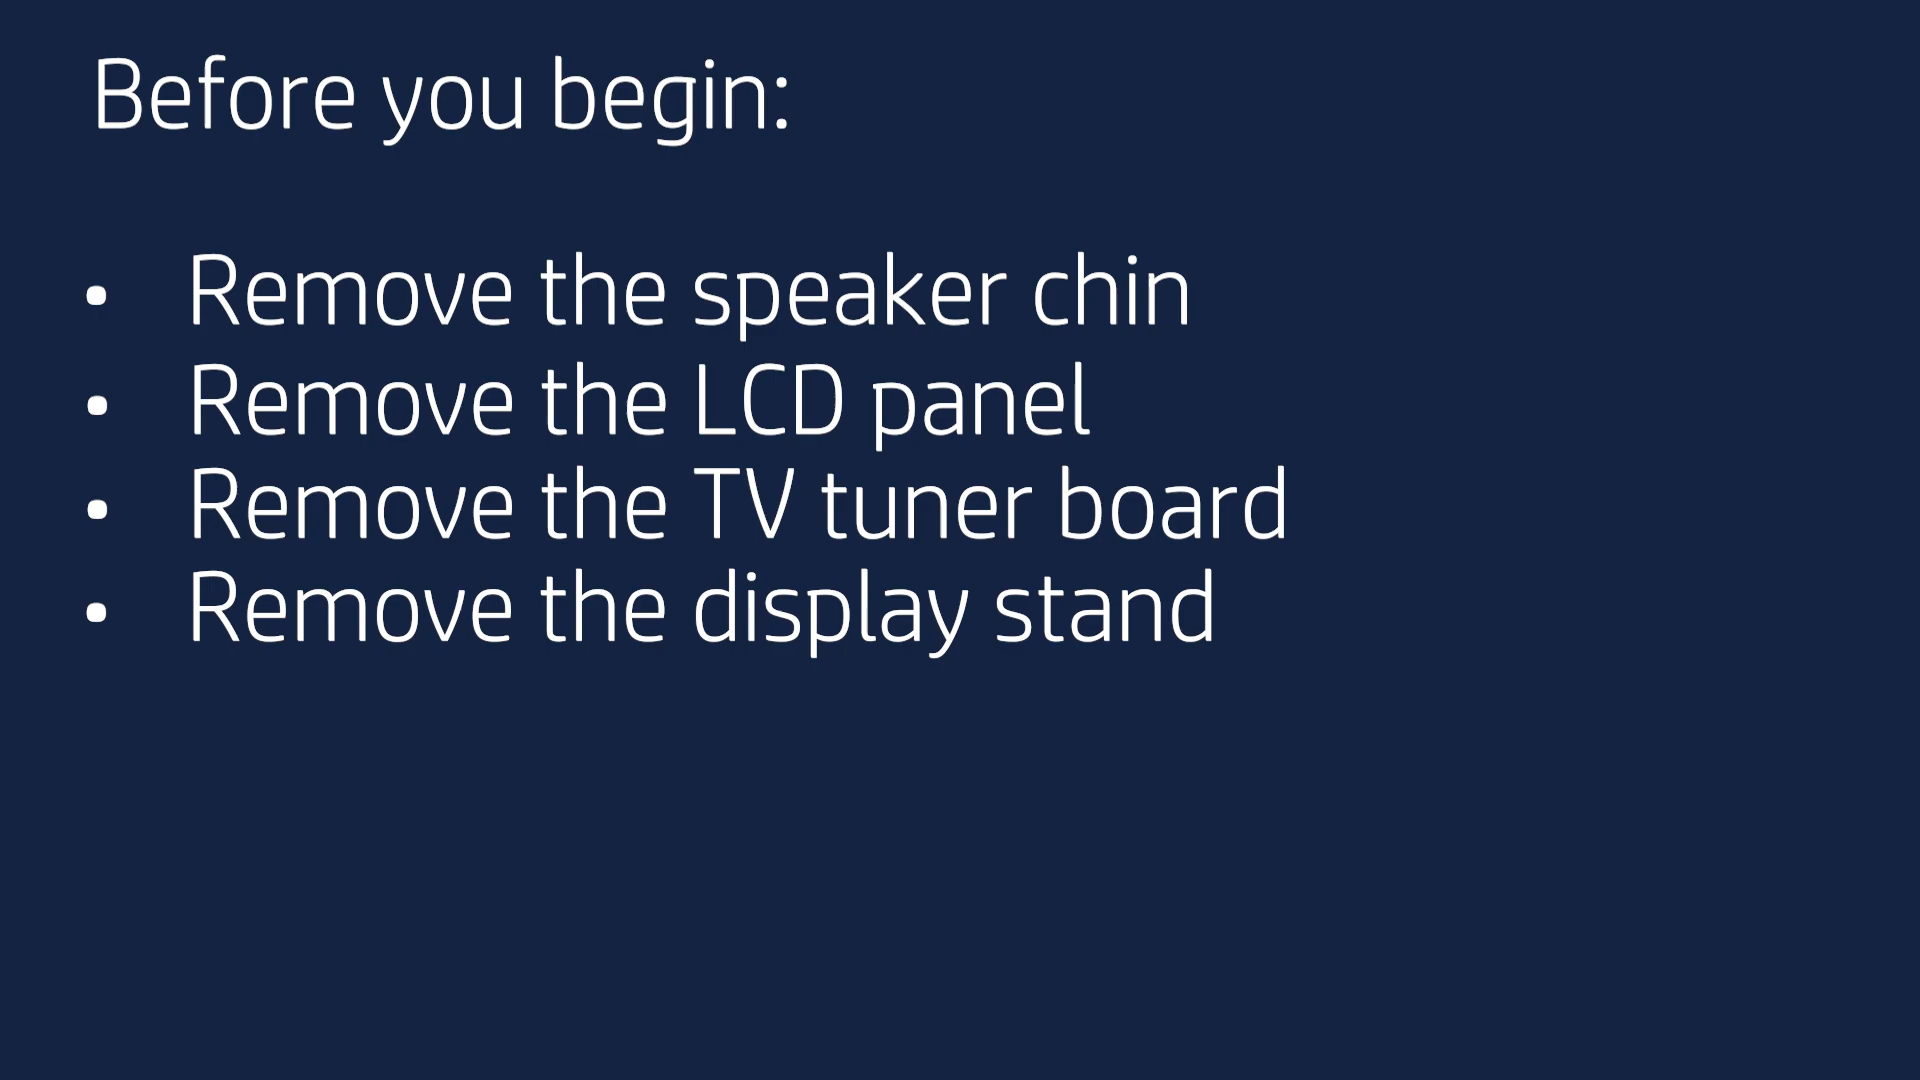 Before you begin:
• Remove the speaker chin
• Remove the LCD panel
• Remove the TV tuner board
• Remove the display stand